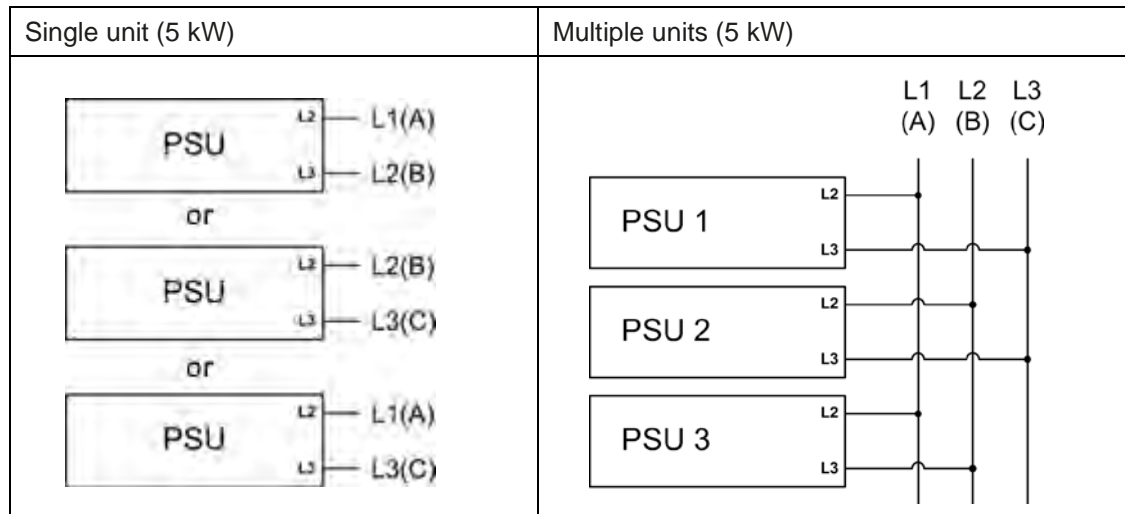 Single unit (5 kW)
L2 L1(A)
PSU
L3 L2(B)
or
L2 L2(B)
PSU
L3 L3(C)
or
L2 L1(A)
PSU
L3 L3(C)
Multiple units (5 kW)
L1 L2 L3
(A) (B) (C)
L2
PSU 1
L3
L2
PSU 2
L3
L2
PSU 3
L3